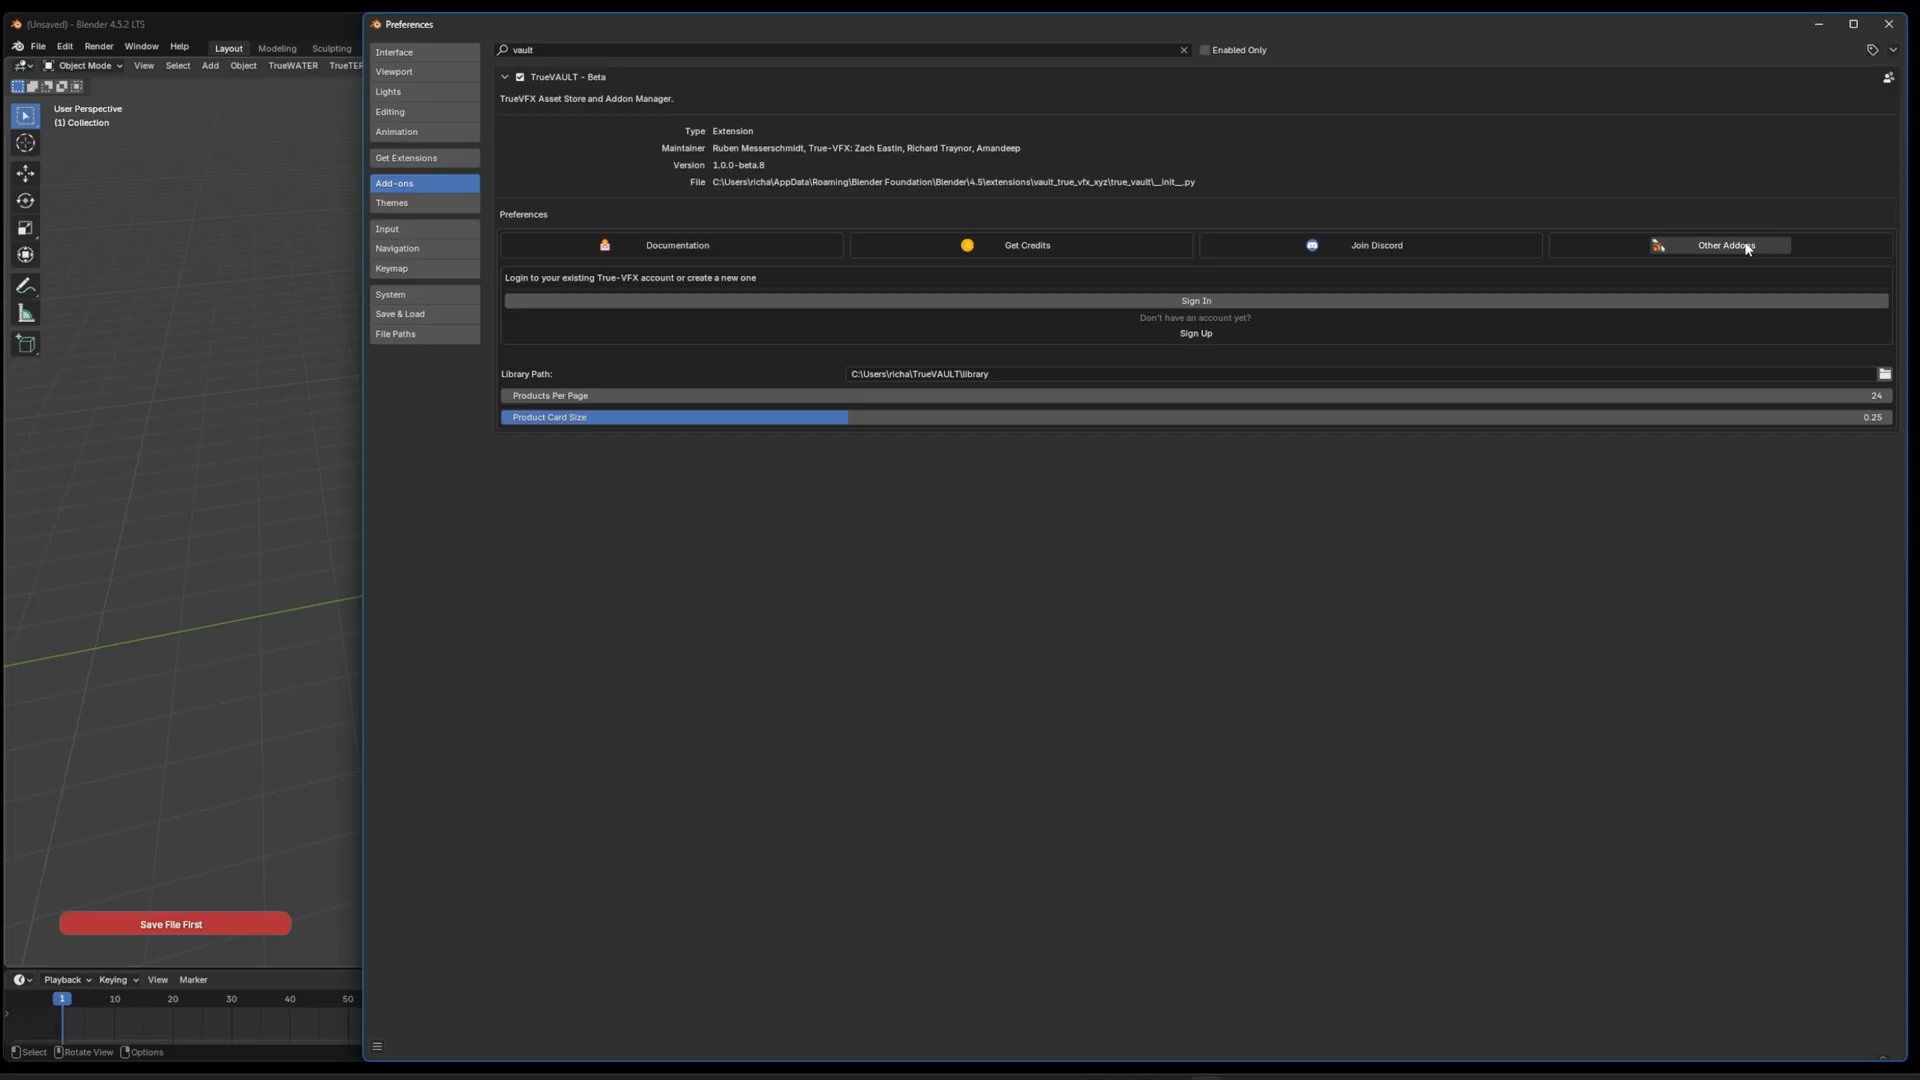 (Unsaved) - Blender 4.5.2 LTS
File Edit Render Window Help Layout Modeling Sculpting
Object Mode View Select Add Object TrueWATER TrueTER
User Perspective
(1) Collection
Save File First
Playback Keying View Marker
1 10 20 30 40 50
Select Rotate View Options
Preferences
Interface
Viewport
Lights
Editing
Animation
Get Extensions
Add-ons
Themes
Input
Navigation
Keymap
System
Save & Load
File Paths
vault Enabled Only
TrueVAULT - Beta
TrueVFX Asset Store and Addon Manager.
Type Extension
Maintainer Ruben Messerschmidt, True-VFX: Zach Eastin, Richard Traynor, Amandeep
Version 1.0.0-beta.8
File C:\Users\richa\AppData\Roaming\Blender Foundation\Blender\4.5\extensions\vault_true_vfx_xyz\true_vault\__init__.py
Preferences
Documentation Get Credits Join Discord Other Addons
Login to your existing True-VFX account or create a new one
Sign In
Don't have an account yet?
Sign Up
Library Path: C:\Users\richa\TrueVAULT\library
Products Per Page 24
Product Card Size 0.25